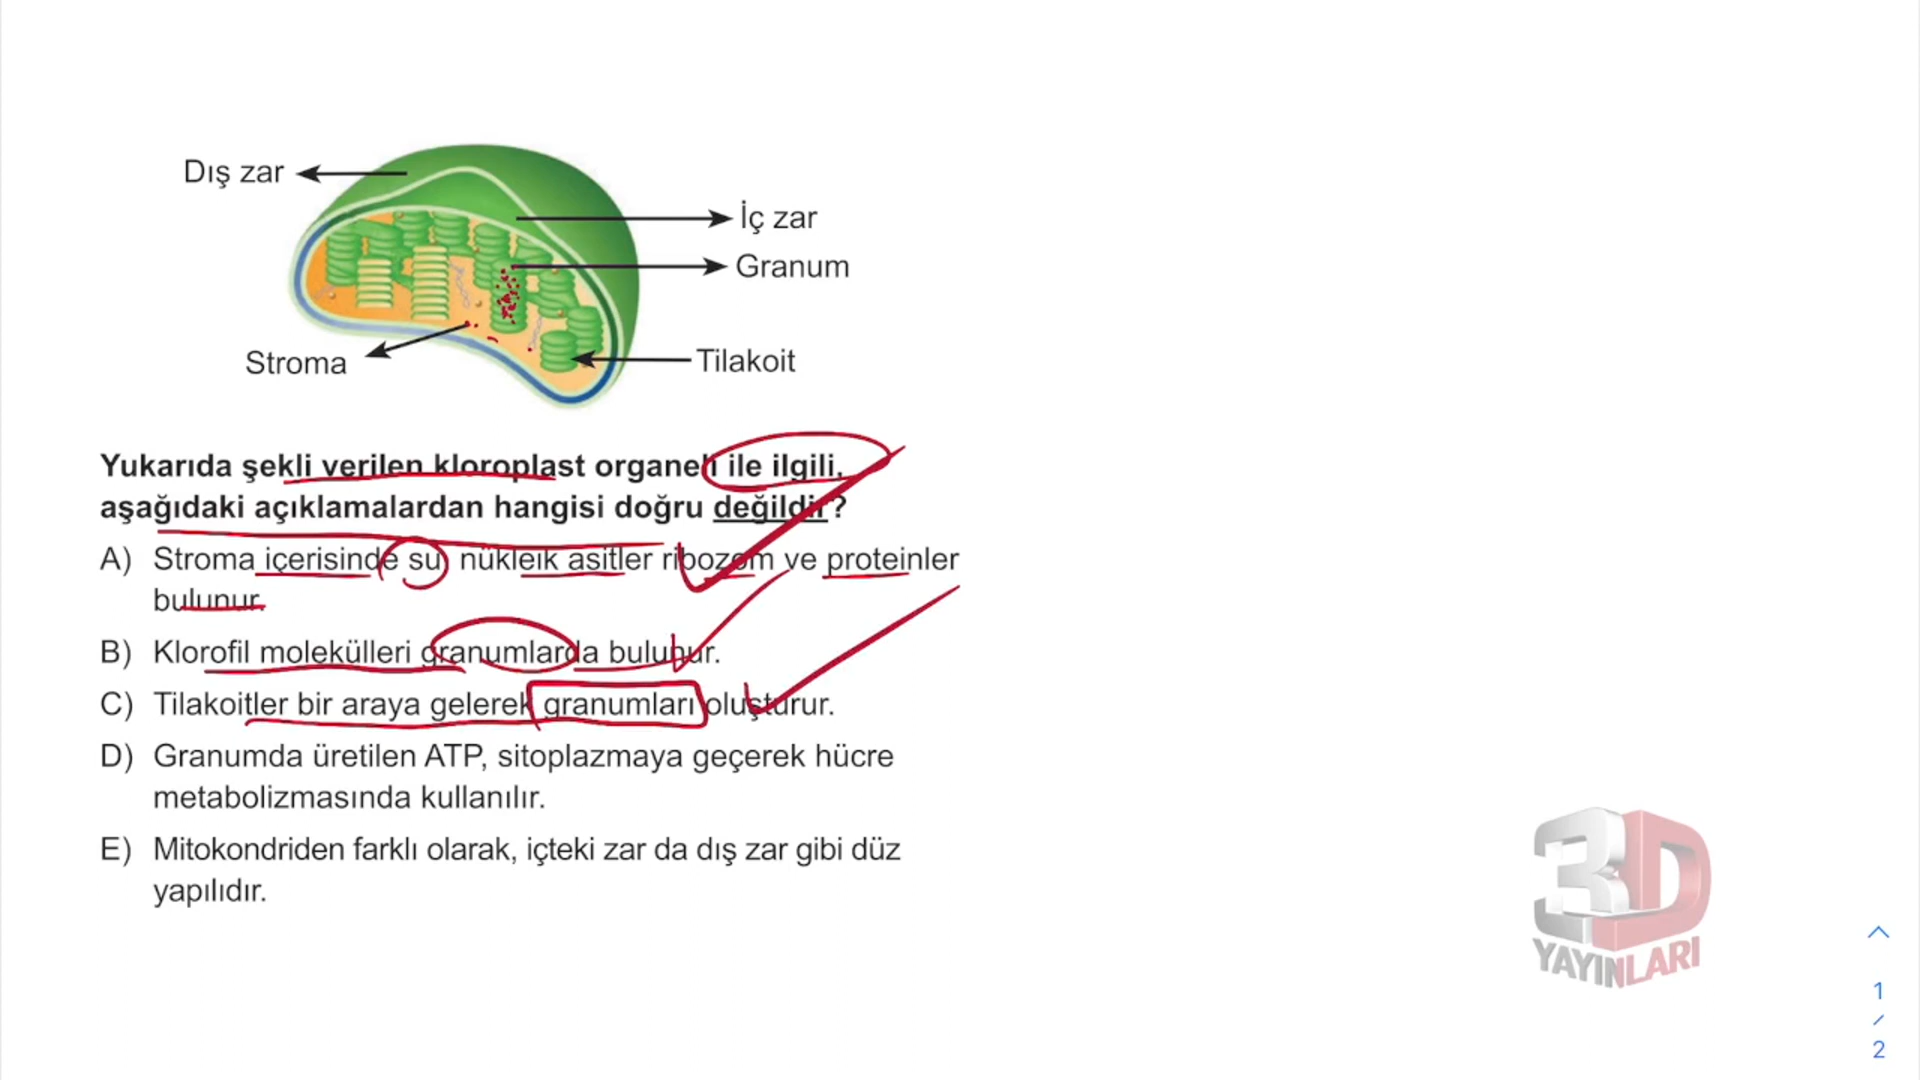 Dış zar
İç zar
Granum
Stroma
Tilakoit
Yukarıda şekli verilen kloroplast organeli ile ilgili,
aşağıdaki açıklamalardan hangisi doğru değildir?
A) Stroma içerisinde su, nükleik asitler ribozom ve proteinler
bulunur.
B) Klorofil molekülleri granumlarda bulunur.
C) Tilakoitler bir araya gelerek granumları oluşturur.
D) Granumda üretilen ATP, sitoplazmaya geçerek hücre
metabolizmasında kullanılır.
E) Mitokondriden farklı olarak, içteki zar da dış zar gibi düz
yapılıdır.
3D
YAYINLARI
1
/
2